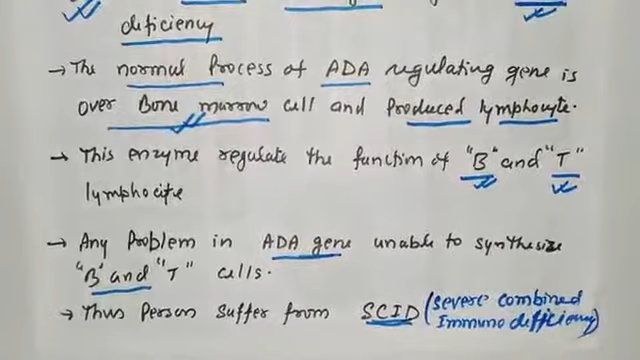 deficiency
→ The normal Process of ADA regulating gene is
over Bone marrow cell and Produced lymphocyte.
→ This enzyme regulate the function of "B" and "T"
lymphocite
→ Any Problem in ADA gene unable to synthesize
"B" and "T" cells.
→ Thus Person suffer from SCID (severe combined
Immuno defficiency)